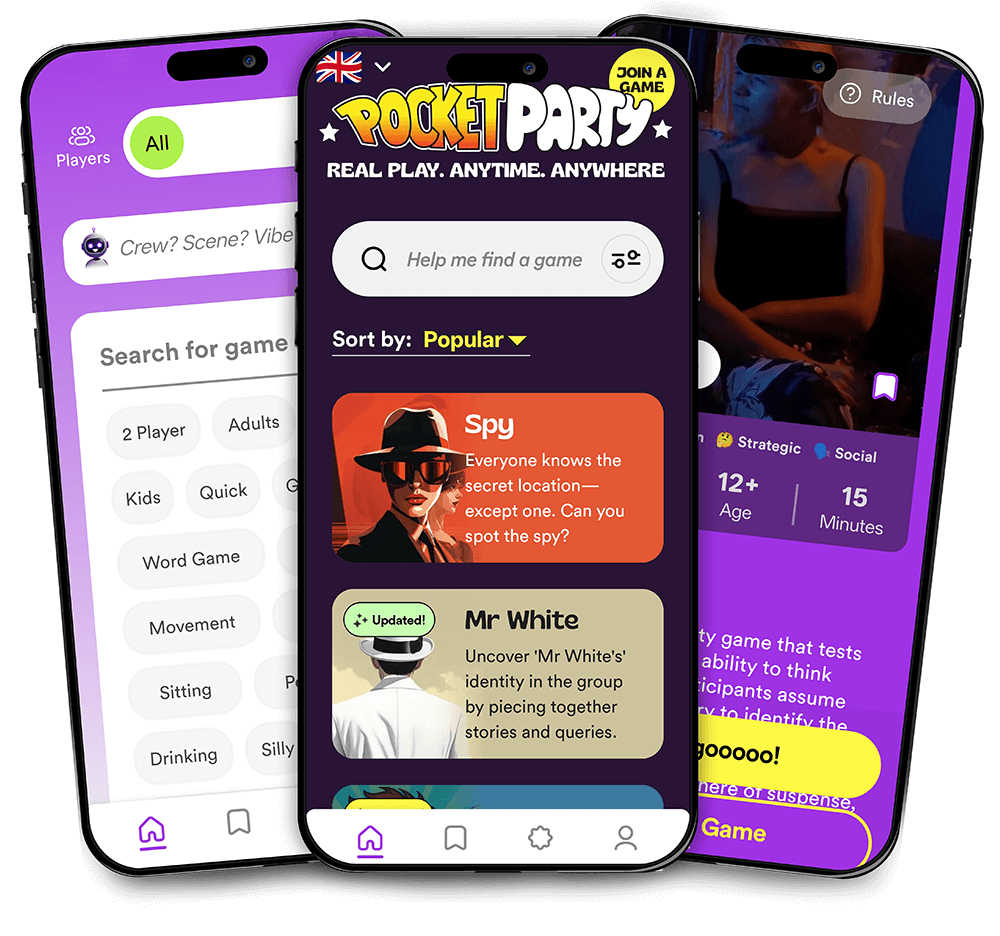 Players
All
Crew? Scene? Vibe
Search for game
2 Player
Adults
Kids
Quick
G
Word Game
Movement
Sitting
Pe
Drinking
Silly
JOIN A
GAME
POCKET PARTY
REAL PLAY. ANYTIME. ANYWHERE
Help me find a game
Sort by: Popular
Spy
Everyone knows the
secret location—
except one. Can you
spot the spy?
Updated!
Mr White
Uncover 'Mr White's'
identity in the group
by piecing together
stories and queries.
Rules
n 🤔 Strategic 🗣️ Social
12+
Age
15
Minutes
ty game that tests
ability to think
ticipants assume
ry to identify the
gooooo!
here of suspense,
Game